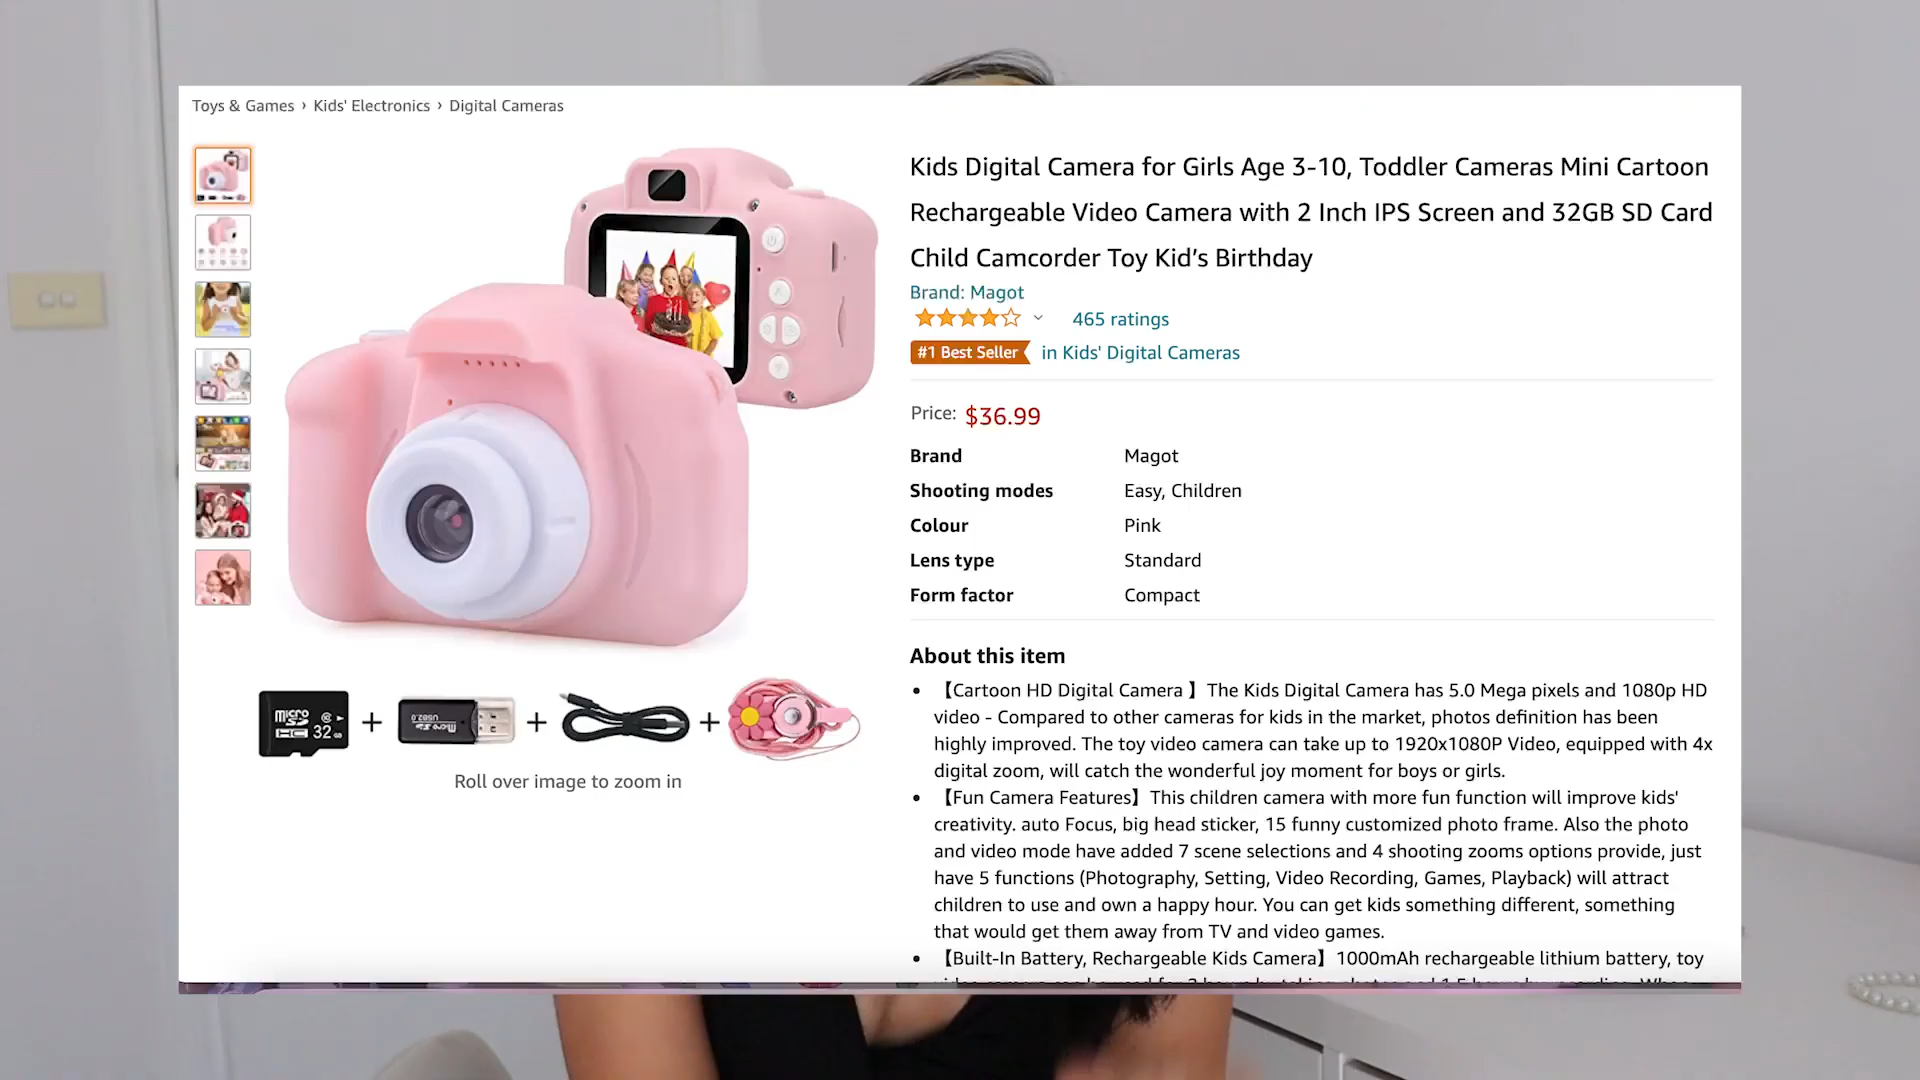 Toys & Games › Kids' Electronics › Digital Cameras
Kids Digital Camera for Girls Age 3-10, Toddler Cameras Mini Cartoon
Rechargeable Video Camera with 2 Inch IPS Screen and 32GB SD Card
Child Camcorder Toy Kid’s Birthday
Brand: Magot
465 ratings
#1 Best Seller in Kids' Digital Cameras
Price: $36.99
Brand Magot
Shooting modes Easy, Children
Colour Pink
Lens type Standard
Form factor Compact
About this item
• 【Cartoon HD Digital Camera 】The Kids Digital Camera has 5.0 Mega pixels and 1080p HD
video - Compared to other cameras for kids in the market, photos definition has been
highly improved. The toy video camera can take up to 1920x1080P Video, equipped with 4x
digital zoom, will catch the wonderful joy moment for boys or girls.
• 【Fun Camera Features】This children camera with more fun function will improve kids'
creativity. auto Focus, big head sticker, 15 funny customized photo frame. Also the photo
and video mode have added 7 scene selections and 4 shooting zooms options provide, just
have 5 functions (Photography, Setting, Video Recording, Games, Playback) will attract
children to use and own a happy hour. You can get kids something different, something
that would get them away from TV and video games.
• 【Built-In Battery, Rechargeable Kids Camera】1000mAh rechargeable lithium battery, toy
Micro
HC 32 GB
Micro SD
USB2.0
+ + +
Roll over image to zoom in